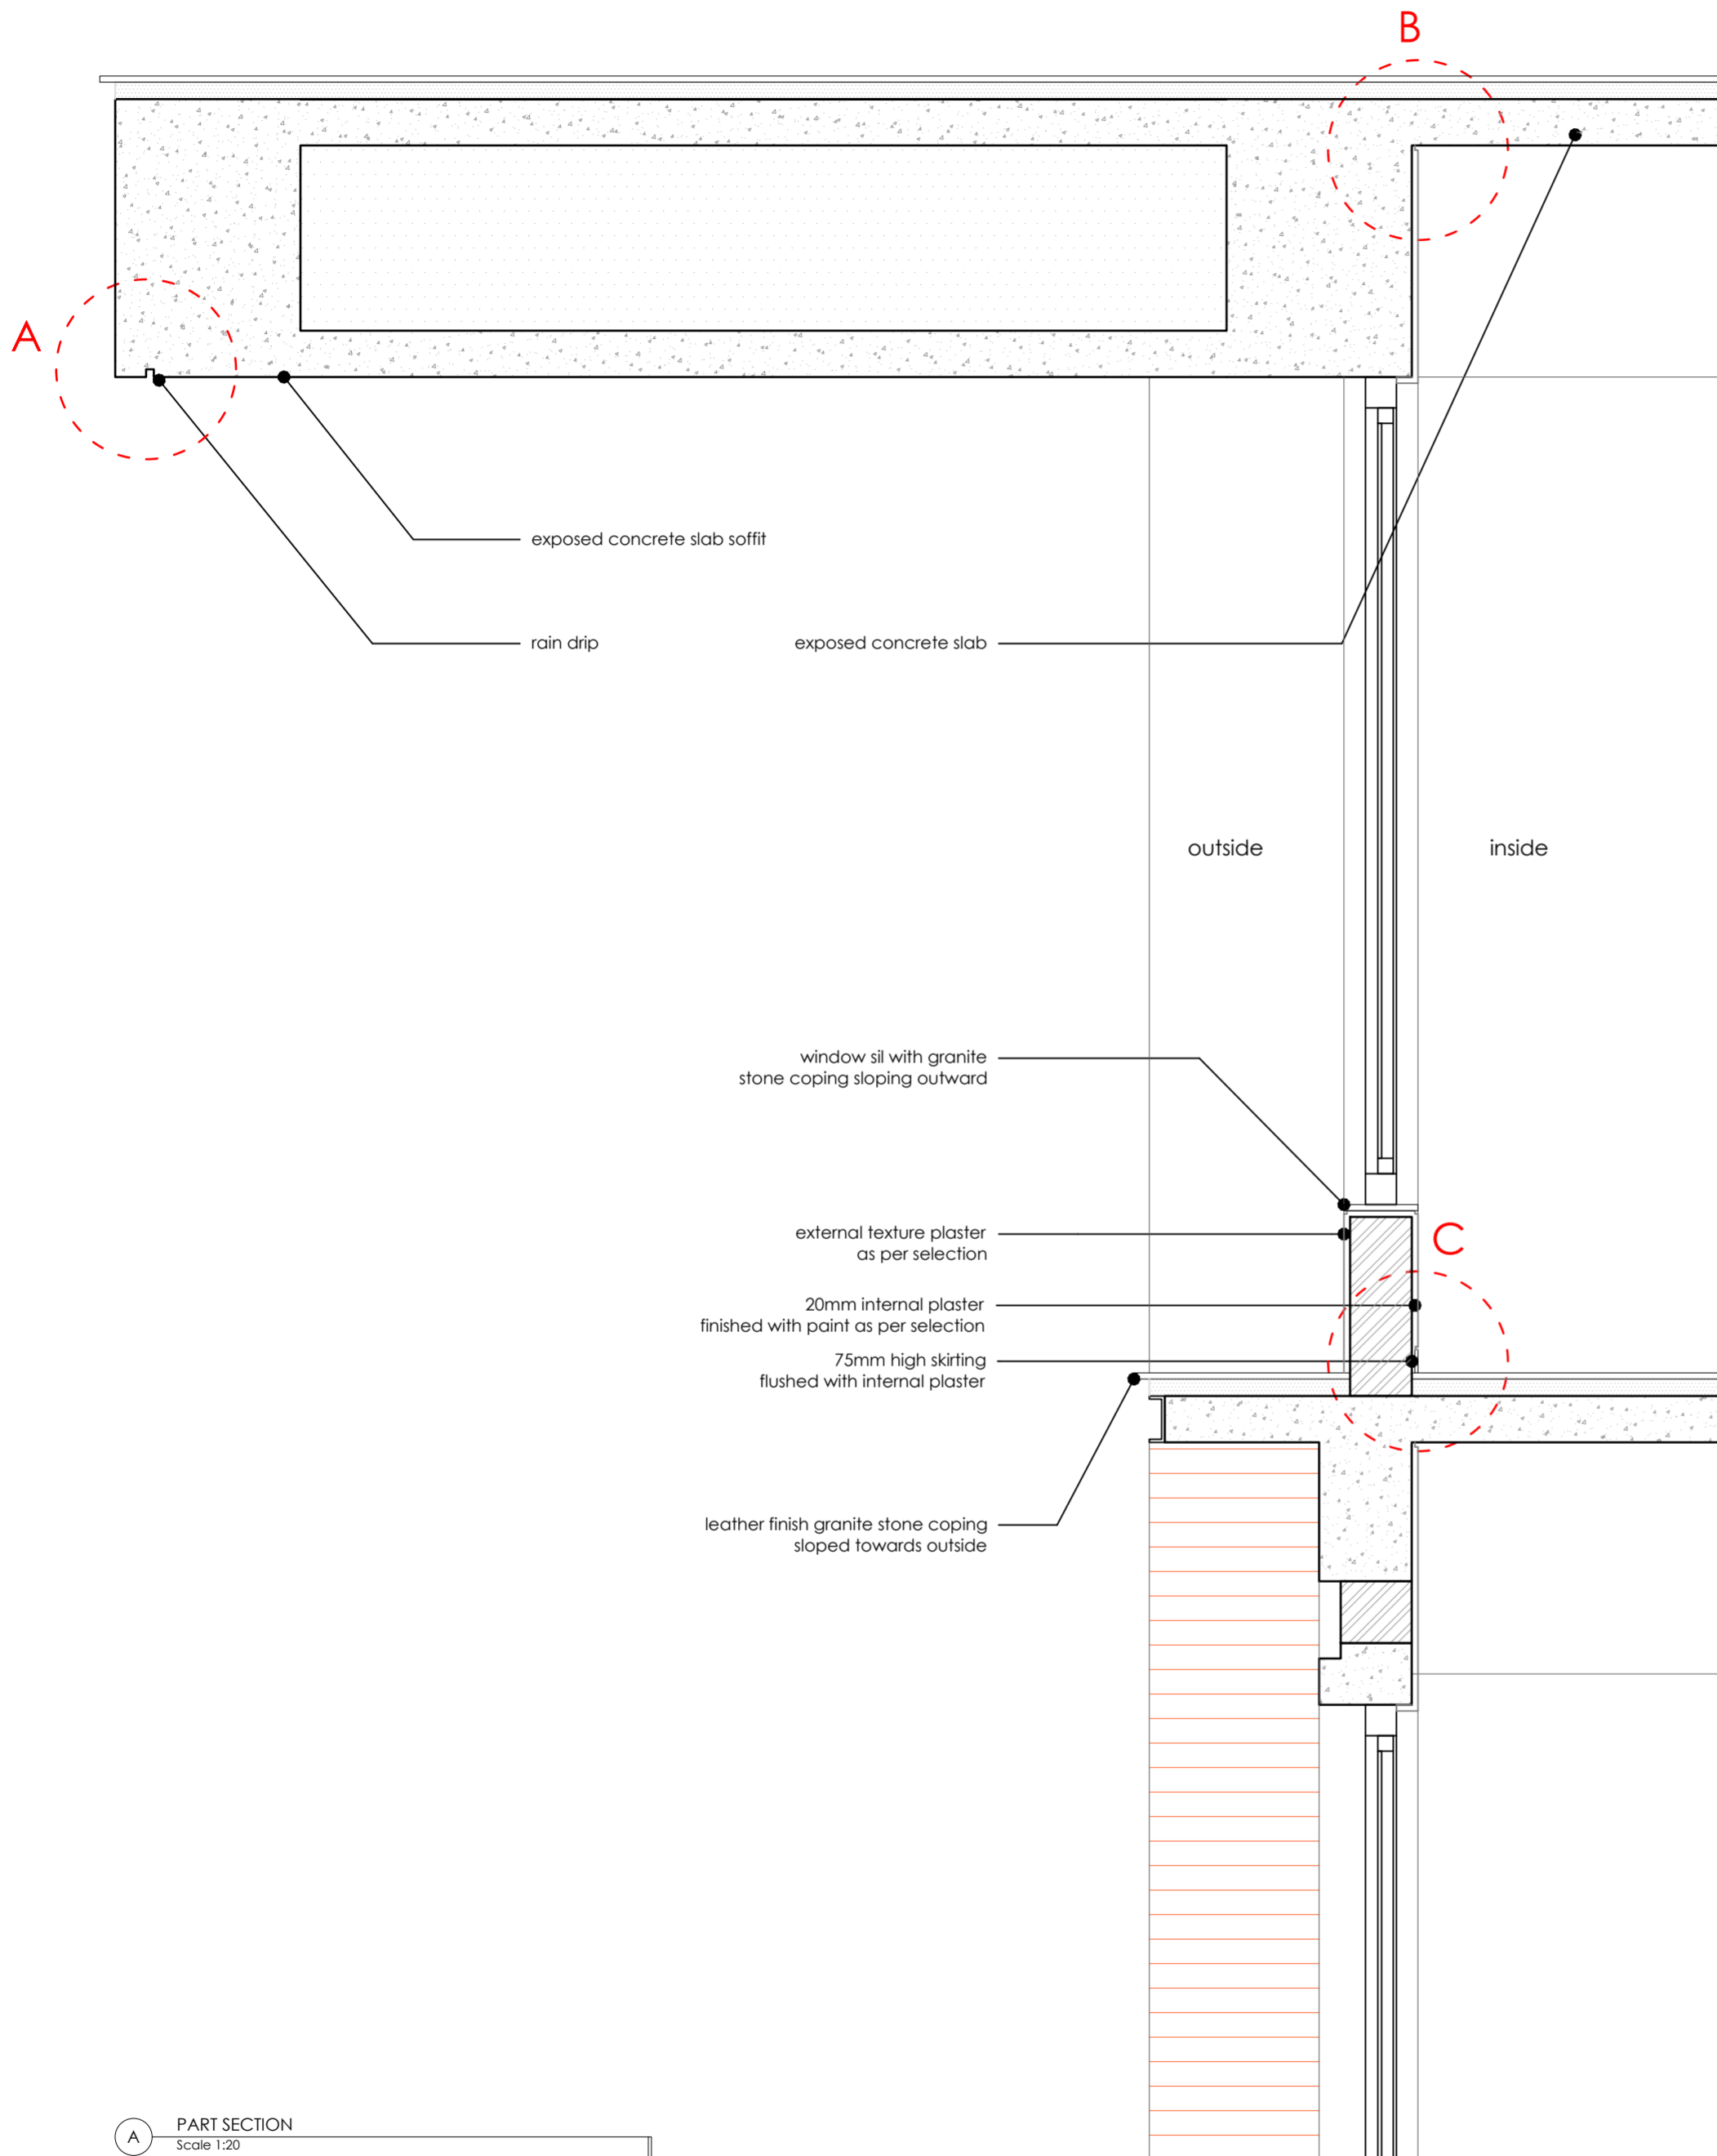 B
A
exposed concrete slab soffit
rain drip
exposed concrete slab
outside
inside
window sil with granite
stone coping sloping outward
external texture plaster
as per selection
C
20mm internal plaster
finished with paint as per selection
75mm high skirting
flushed with internal plaster
leather finish granite stone coping
sloped towards outside
A
PART SECTION
Scale 1:20